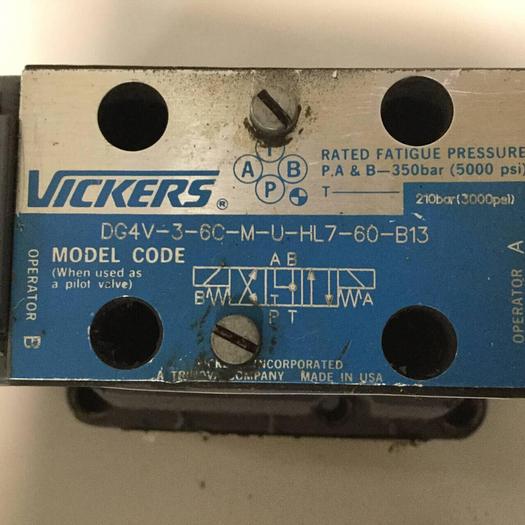 T
A B
P
RATED FATIGUE PRESSURE
P,A & B—350bar (5000 psi)
T—
210bar(3000psi)
VICKERS®
DG4V-3-6C-M-U-HL7-60-B13
MODEL CODE
(When used as
a pilot valve)
A B
B A
T
P T
OPERATOR B
OPERATOR A
INCORPORATED
A COMPANY MADE IN USA